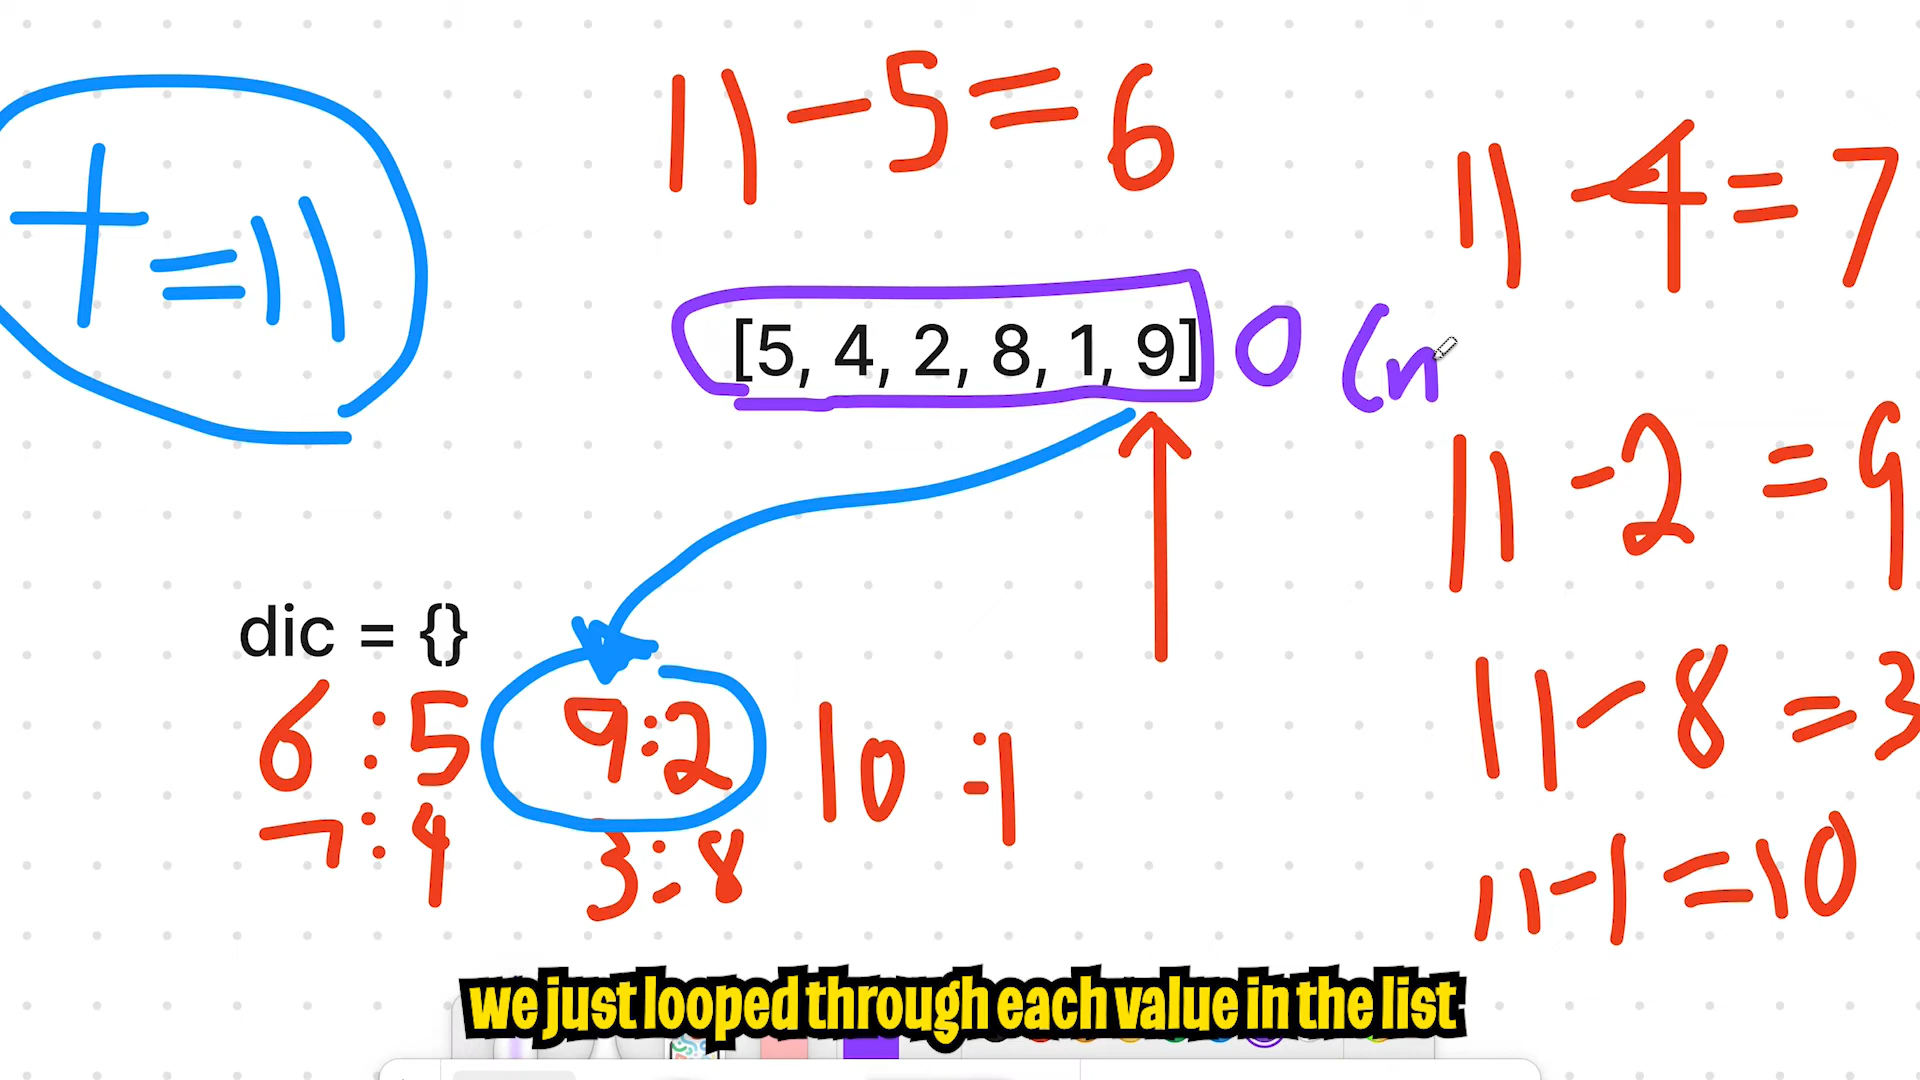 11 - 5 = 6
t = 11
11 - 4 = 7
[5, 4, 2, 8, 1, 9] O (n
11 - 2 = 9
dic = {}
11 - 8 = 3
6 : 5 9 : 2 10 : 1
7 : 4 3 : 8
11 - 1 = 10
we just looped through each value in the list